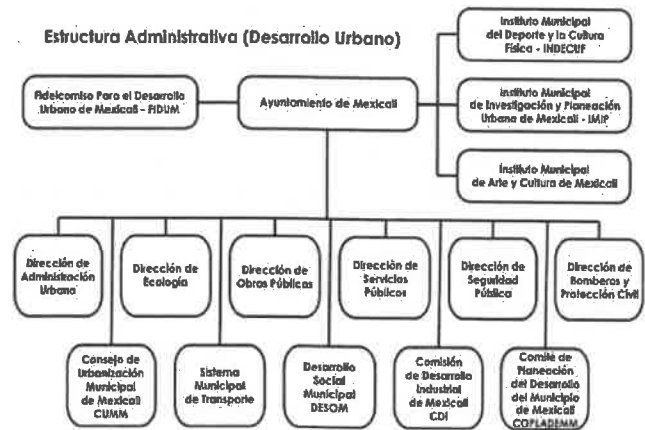 Estructura Administrativa (Desarrollo Urbano)
Instituto Municipal
del Deporte y la Cultura
Física - INDECUF
Fideicomiso Para el Desarrollo
Urbano de Mexicali - FIDUM
Ayuntamiento de Mexicali
Instituto Municipal
de Investigación y Planeación
Urbana de Mexicali - IMIP
Instituto Municipal
de Arte y Cultura de Mexicali
Dirección de
Administración
Urbana
Dirección de
Ecología
Dirección de
Obras Públicas
Dirección de
Servicios
Públicos
Dirección de
Seguridad
Pública
Dirección de
Bomberos y
Protección Civil
Consejo de
Urbanización
Municipal
de Mexicali
CUMM
Sistema
Municipal
de Transporte
Desarrollo
Social
Municipal
DESOM
Comisión
de Desarrollo
Industrial
de Mexicali
CDI
Comité de
Planeación
del Desarrollo
del Municipio
de Mexicali
COPLADEMM